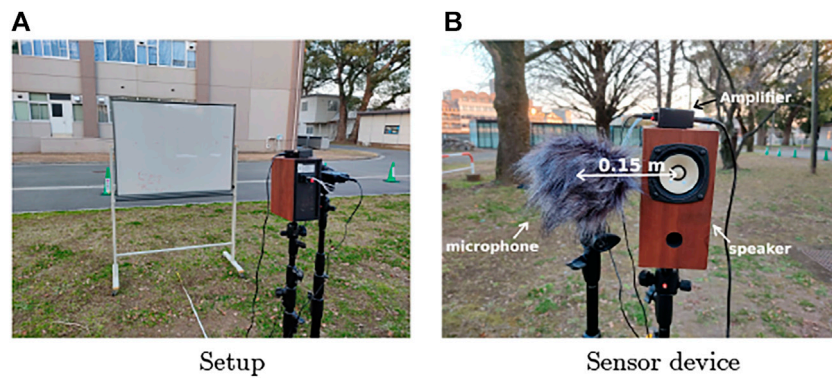 A
B
Amplifier
0.15 m
microphone
speaker
Setup
Sensor device